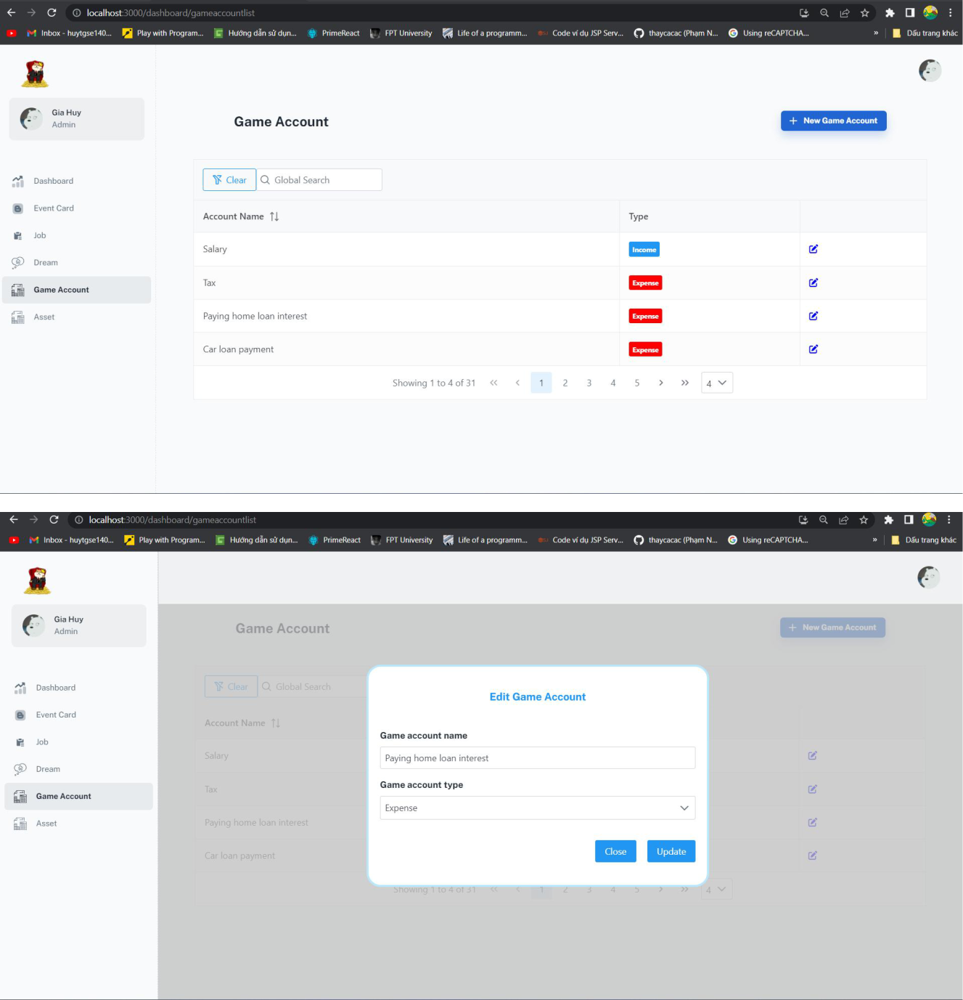 localhost:3000/dashboard/gameaccountlist
Inbox - huytgse140... Play with Program... Hướng dẫn sử dụn... PrimeReact FPT University Life of a programm... Code ví dụ JSP Serv... thaycacac (Phạm N... Using reCAPTCHA... » Dấu trang khác
Gia Huy
Admin
Game Account
+ New Game Account
Dashboard
Event Card
Job
Dream
Game Account
Asset
Clear Global Search
Account Name Type
Salary Income
Tax Expense
Paying home loan interest Expense
Car loan payment Expense
Showing 1 to 4 of 31 « ‹ 1 2 3 4 5 › » 4
localhost:3000/dashboard/gameaccountlist
Inbox - huytgse140... Play with Program... Hướng dẫn sử dụn... PrimeReact FPT University Life of a programm... Code ví dụ JSP Serv... thaycacac (Phạm N... Using reCAPTCHA... » Dấu trang khác
Gia Huy
Admin
Game Account
+ New Game Account
Dashboard
Event Card
Job
Dream
Game Account
Asset
Clear Global Search
Account Name
Salary
Tax
Paying home loan interest
Car loan payment
Showing 1 to 4 of 31 « ‹ 1 2 3 4 5 › » 4
Edit Game Account
Game account name
Paying home loan interest
Game account type
Expense
Close Update